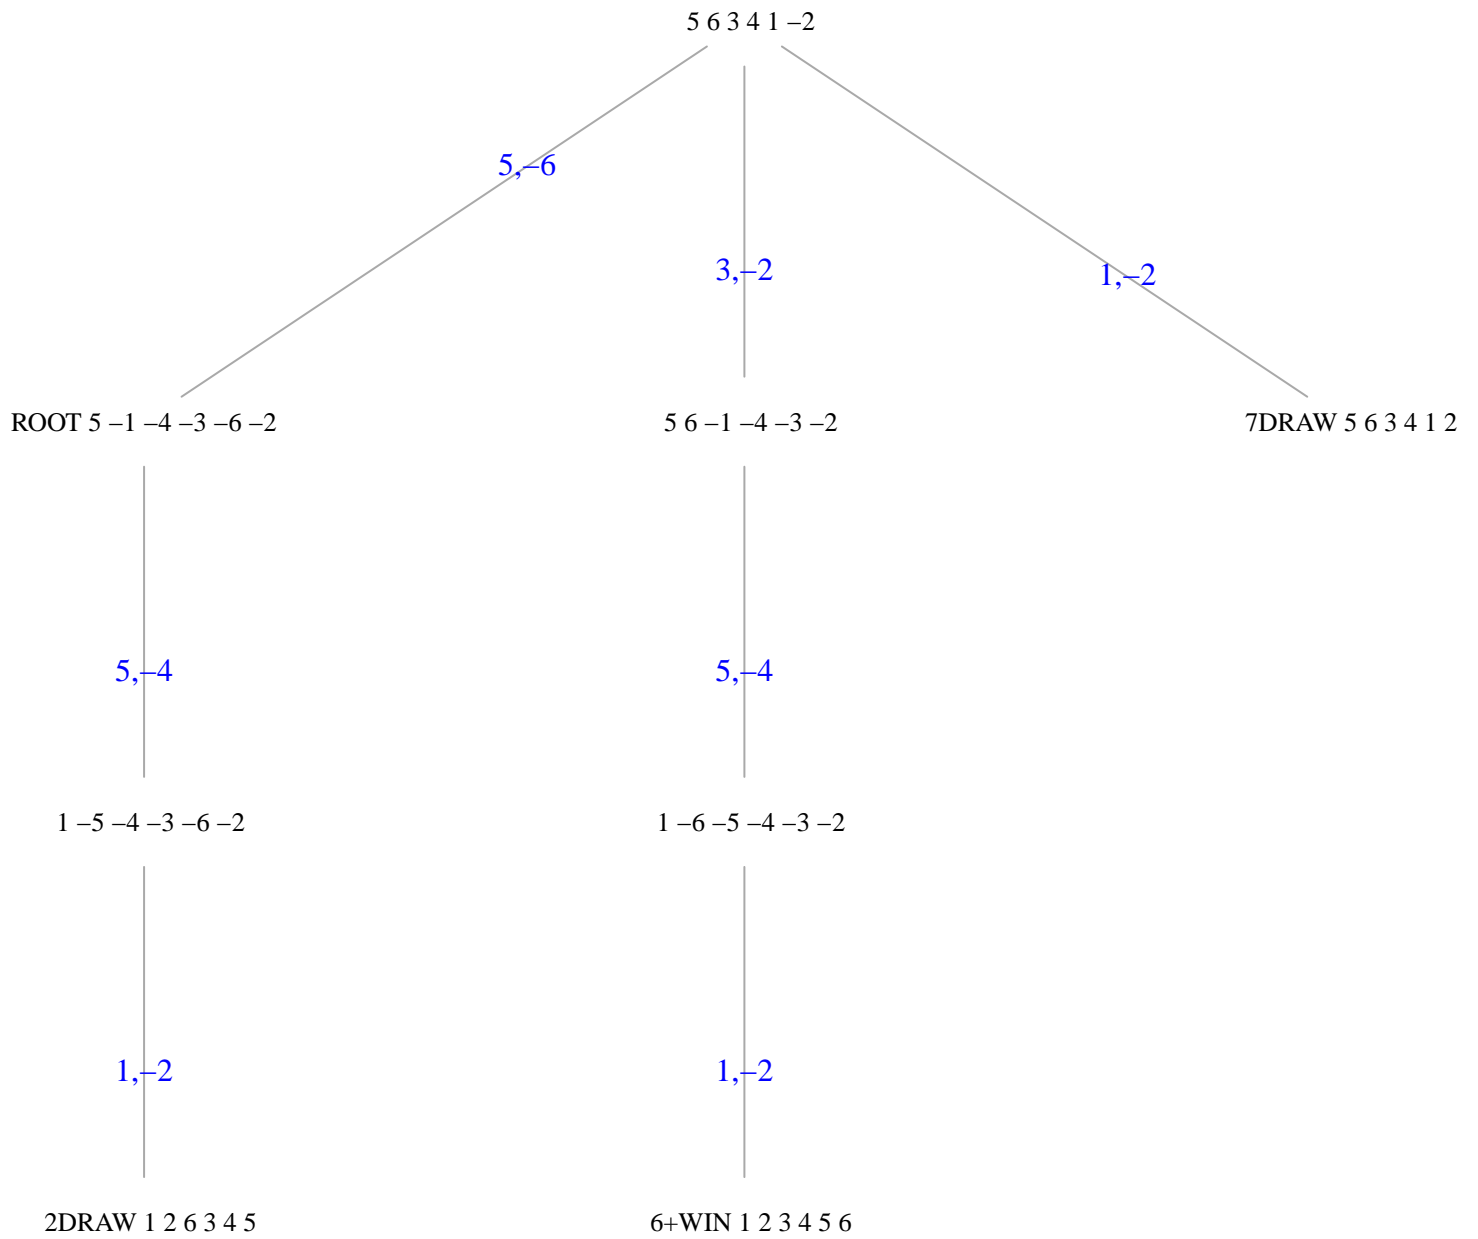 5 6 3 4 1 –2
5,–6
3,–2
1,–2
ROOT 5 –1 –4 –3 –6 –2
5 6 –1 –4 –3 –2
7DRAW 5 6 3 4 1 2
5,–4
5,–4
1 –5 –4 –3 –6 –2
1 –6 –5 –4 –3 –2
1,–2
1,–2
2DRAW 1 2 6 3 4 5
6+WIN 1 2 3 4 5 6